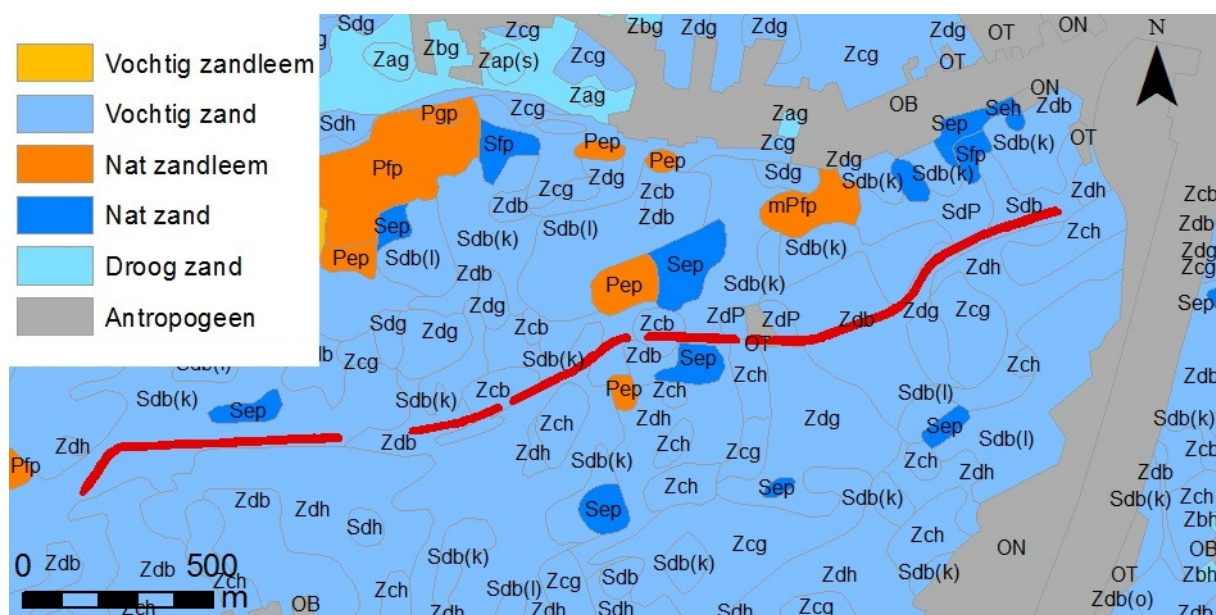 Vochtig zandleem
Vochtig zand
Nat zandleem
Nat zand
Droog zand
Antropogeen
N
Sdg
Zcg
Zbg
Zdg
Zdg
Zdg
OT
ON
Zbg
Zag
Zap(s)
Zcg
Zcg
OT
Zag
OB
ON
Pgp
Zcg
Zag
Seh
Zdb
Sdh
Sep
Sfp
Pep
Zcg
Sdb(k)
OT
Pfp
Pep
Zdg
Sfp
Zdg
Zcg
Zcb
Sdg
Sdb(k)
Sdb(k)
Zdh
Zcb
Zdb
Zdb
mPfp
SdP
Sdb
Sep
Sdb(l)
Zdb
Zch
Sdb(k)
Sdb(k)
Zdg
Pep
Sdb(l)
Zdh
Zcg
Zdb
Pep
Sep
Sdb(k)
Sep
Zdg
ZdP
ZdP
Zdb
Zdg
Zcg
Sdg
Zdg
Zcb
Zcb
OT
Zcg
Sdb(k)
Zdb
Sep
Zch
Zch
Zdb
Sdb(k)
Sdb(k)
Zcb
Pep
Zch
Sdb(l)
Sep
Zch
Zdh
Zdg
Sep
Sdb(k)
Zdh
Zdb
Zch
Sdb(l)
Zcb
Pfp
Zdh
Sdb(k)
Zcg
Zch
Zdh
Zdb
Zch
Sep
Sdb(k)
Sdb(k)
Zch
Zdb
Zdh
Sep
Zbh
Sdh
Zch
0
500
Zcg
ON
OB
Zdb
Zdb
Sdb(k)
Sdb
Sdb(k)
Zdh
Sdb(k)
OT
Zbh
Zch
Zch
Sdb(l)
Zcg
m
Zch
OB
Zdh
Zdb
Zcg
Zdb(o)
Zdb